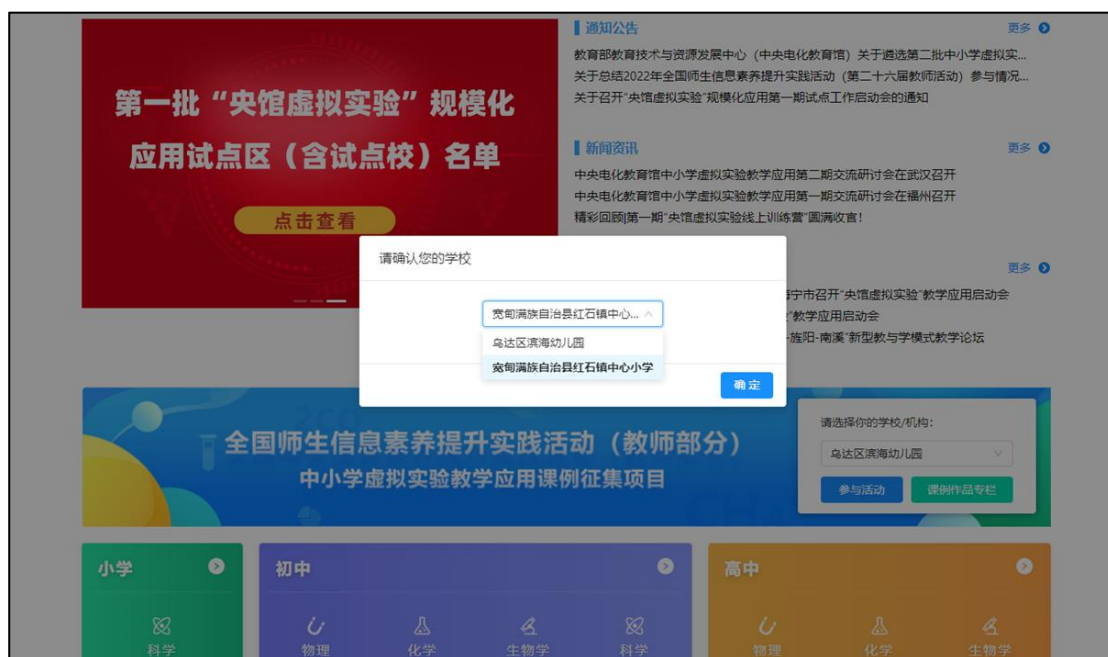 第一批“央馆虚拟实验”规模化
应用试点区（含试点校）名单
点击查看
通知公告
更多
教育部教育技术与资源发展中心（中央电化教育馆）关于遴选第二批中小学虚拟实...
关于总结2022年全国师生信息素养提升实践活动（第二十六届教师活动）参与情况...
关于召开“央馆虚拟实验”规模化应用第一期试点工作启动会的通知
新闻资讯
更多
中央电化教育馆中小学虚拟实验教学应用第二期交流研讨会在武汉召开
中央电化教育馆中小学虚拟实验教学应用第一期交流研讨会在福州召开
精彩回顾|第一期“央馆虚拟实验线上训练营”圆满收官！
更多
宁市召开“央馆虚拟实验”教学应用启动会
“教学应用启动会
-旌阳-南溪“新型教与学模式教学论坛
请确认您的学校
宽甸满族自治县红石镇中心...
乌达区滨海幼儿园
宽甸满族自治县红石镇中心小学
确定
全国师生信息素养提升实践活动（教师部分）
中小学虚拟实验教学应用课例征集项目
请选择你的学校/机构：
乌达区滨海幼儿园
参与活动
课例作品专栏
小学
科学
初中
物理
化学
生物学
科学
高中
物理
化学
生物学